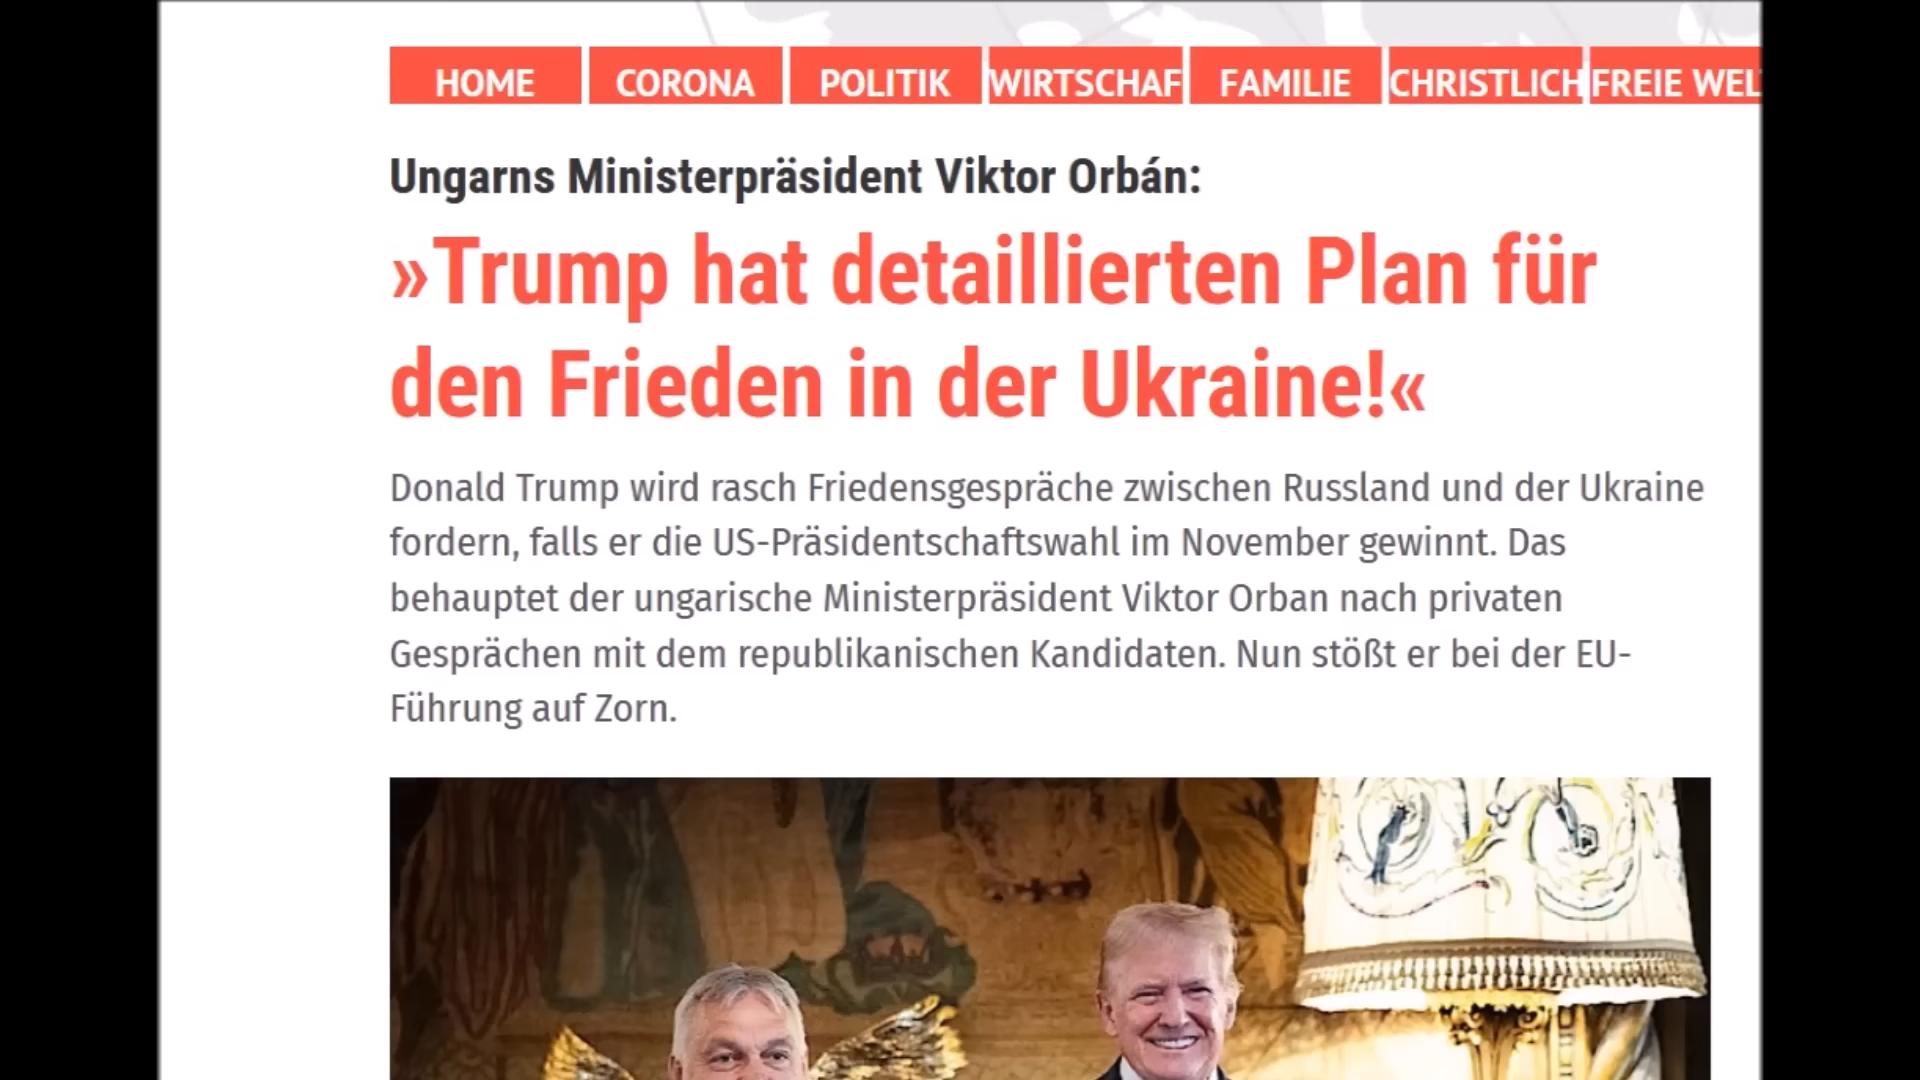 HOME CORONA POLITIK WIRTSCHAF FAMILIE CHRISTLICH FREIE WEL
Ungarns Ministerpräsident Viktor Orbán:
»Trump hat detaillierten Plan für
den Frieden in der Ukraine!«
Donald Trump wird rasch Friedensgespräche zwischen Russland und der Ukraine
fordern, falls er die US-Präsidentschaftswahl im November gewinnt. Das
behauptet der ungarische Ministerpräsident Viktor Orban nach privaten
Gesprächen mit dem republikanischen Kandidaten. Nun stößt er bei der EU-
Führung auf Zorn.